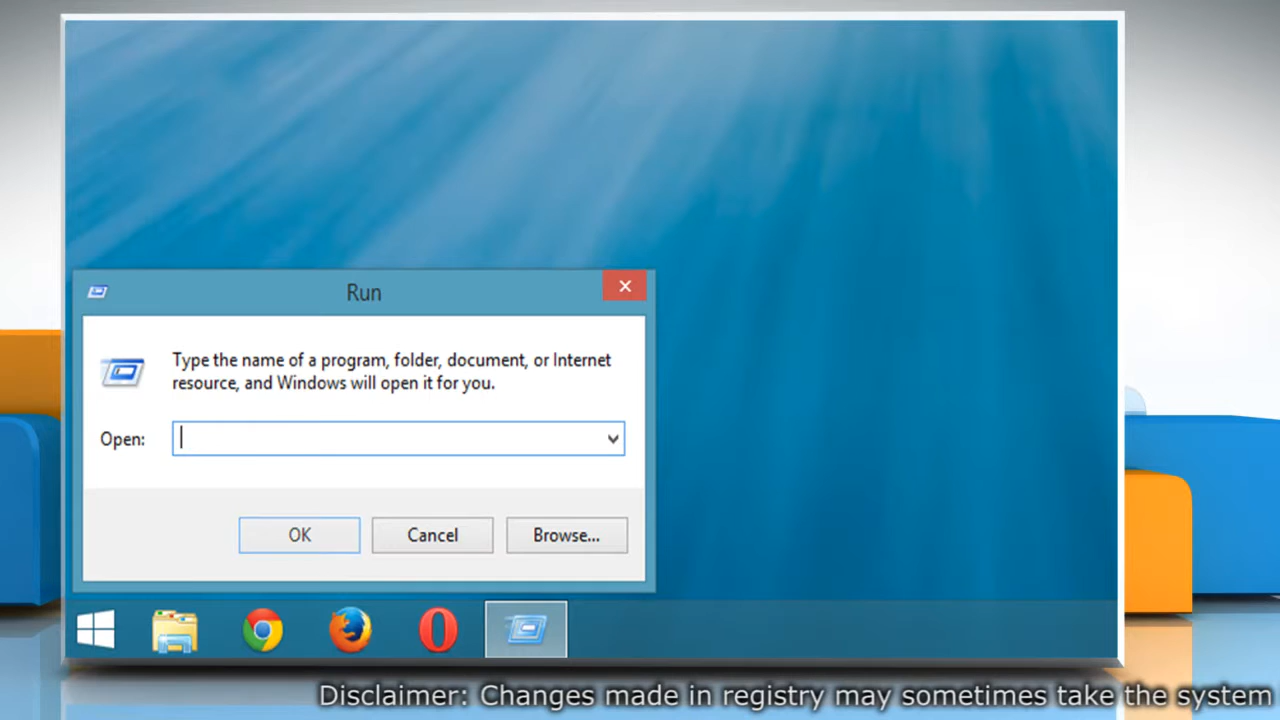 Run
Type the name of a program, folder, document, or Internet
resource, and Windows will open it for you.
Open:
OK
Cancel
Browse...
Disclaimer: Changes made in registry may sometimes take the system